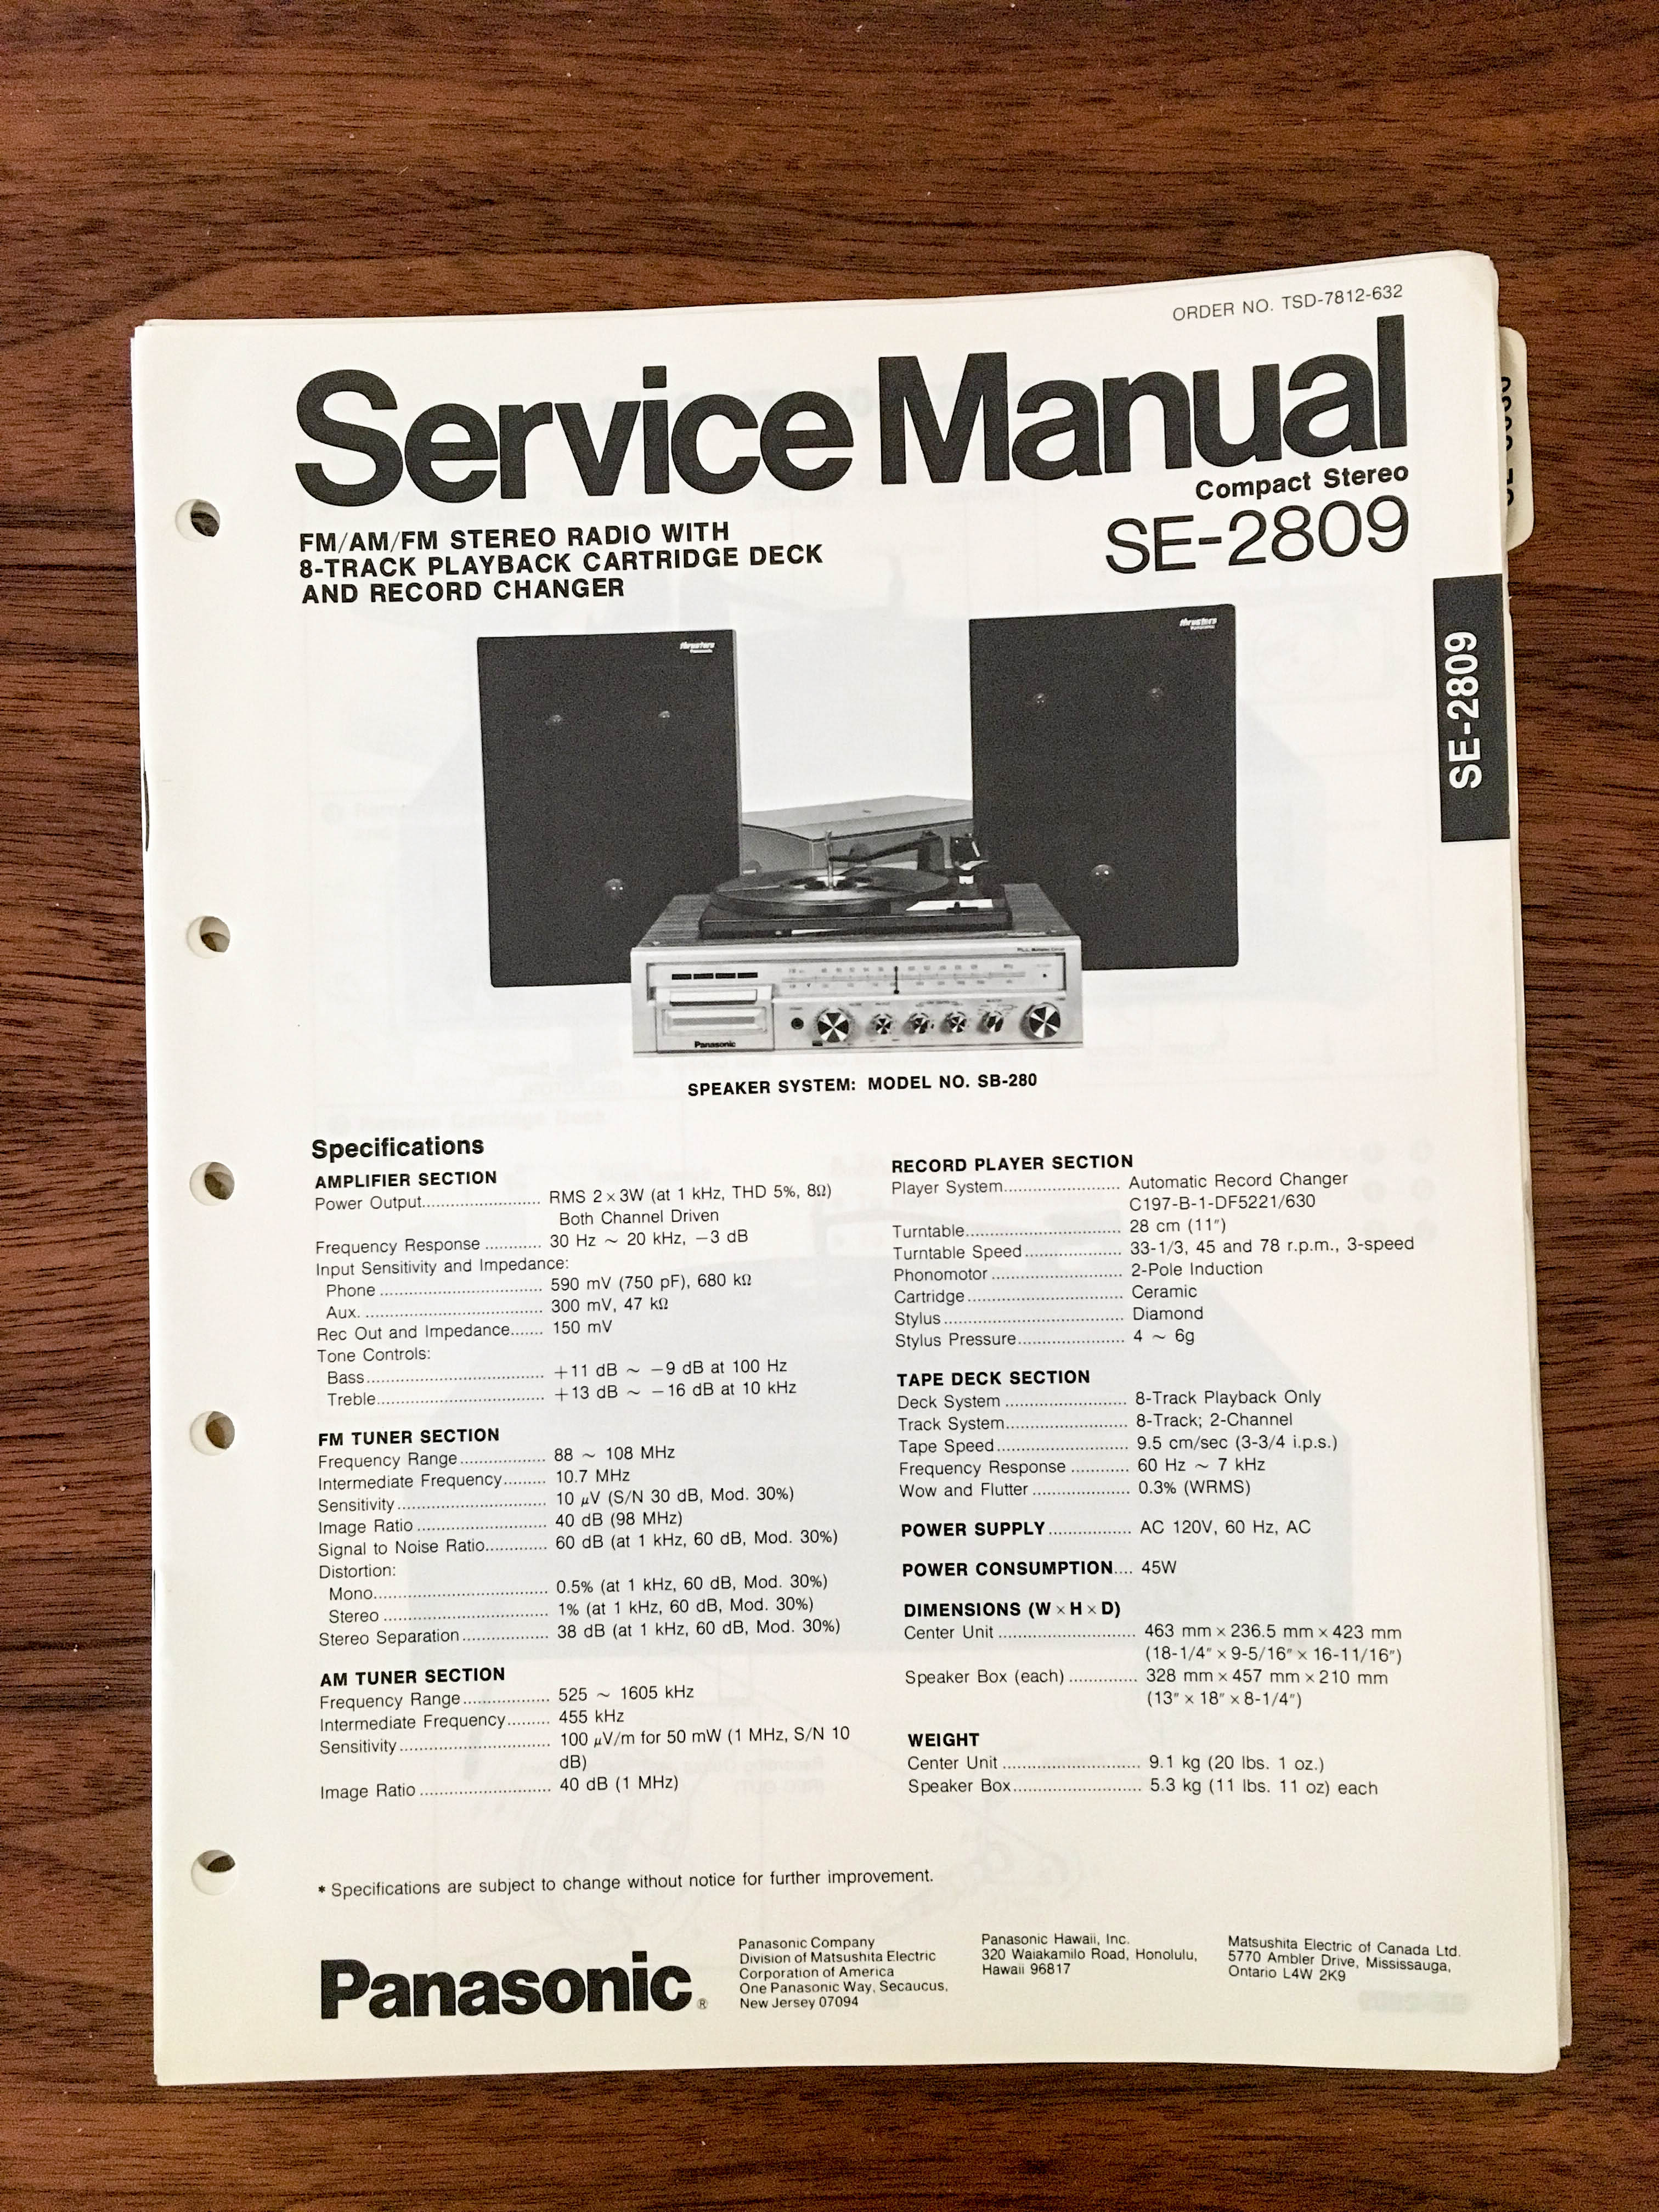 ORDER NO. TSD-7812-632
Service Manual
Compact Stereo
SE-2809
FM/AM/FM STEREO RADIO WITH
8-TRACK PLAYBACK CARTRIDGE DECK
AND RECORD CHANGER
SE-2809
thrusters
Panasonic
thrusters
Panasonic
Panasonic
SPEAKER SYSTEM: MODEL NO. SB-280
Specifications
AMPLIFIER SECTION
Power Output......................... RMS 2 × 3W (at 1 kHz, THD 5%, 8Ω)
Both Channel Driven
Frequency Response ............ 30 Hz ~ 20 kHz, −3 dB
Input Sensitivity and Impedance:
Phone .................................. 590 mV (750 pF), 680 kΩ
Aux. ..................................... 300 mV, 47 kΩ
Rec Out and Impedance....... 150 mV
Tone Controls:
Bass..................................... +11 dB ~ −9 dB at 100 Hz
Treble................................... +13 dB ~ −16 dB at 10 kHz
FM TUNER SECTION
Frequency Range.................. 88 ~ 108 MHz
Intermediate Frequency......... 10.7 MHz
Sensitivity............................... 10 μV (S/N 30 dB, Mod. 30%)
Image Ratio ........................... 40 dB (98 MHz)
Signal to Noise Ratio............. 60 dB (at 1 kHz, 60 dB, Mod. 30%)
Distortion:
Mono.................................... 0.5% (at 1 kHz, 60 dB, Mod. 30%)
Stereo .................................. 1% (at 1 kHz, 60 dB, Mod. 30%)
Stereo Separation.................. 38 dB (at 1 kHz, 60 dB, Mod. 30%)
AM TUNER SECTION
Frequency Range.................. 525 ~ 1605 kHz
Intermediate Frequency......... 455 kHz
Sensitivity............................... 100 μV/m for 50 mW (1 MHz, S/N 10
dB)
Image Ratio ........................... 40 dB (1 MHz)
RECORD PLAYER SECTION
Player System........................ Automatic Record Changer
C197-B-1-DF5221/630
Turntable................................ 28 cm (11″)
Turntable Speed.................... 33-1/3, 45 and 78 r.p.m., 3-speed
Phonomotor........................... 2-Pole Induction
Cartridge................................ Ceramic
Stylus..................................... Diamond
Stylus Pressure...................... 4 ~ 6g
TAPE DECK SECTION
Deck System ......................... 8-Track Playback Only
Track System......................... 8-Track; 2-Channel
Tape Speed........................... 9.5 cm/sec (3-3/4 i.p.s.)
Frequency Response ............ 60 Hz ~ 7 kHz
Wow and Flutter .................... 0.3% (WRMS)
POWER SUPPLY................. AC 120V, 60 Hz, AC
POWER CONSUMPTION.... 45W
DIMENSIONS (W × H × D)
Center Unit ............................ 463 mm × 236.5 mm × 423 mm
(18-1/4″ × 9-5/16″ × 16-11/16″)
Speaker Box (each) .............. 328 mm × 457 mm × 210 mm
(13″ × 18″ × 8-1/4″)
WEIGHT
Center Unit ............................ 9.1 kg (20 lbs. 1 oz.)
Speaker Box.......................... 5.3 kg (11 lbs. 11 oz) each
* Specifications are subject to change without notice for further improvement.
Panasonic®
Panasonic Company
Division of Matsushita Electric
Corporation of America
One Panasonic Way, Secaucus,
New Jersey 07094
Panasonic Hawaii, Inc.
320 Waiakamilo Road, Honolulu,
Hawaii 96817
Matsushita Electric of Canada Ltd.
5770 Ambler Drive, Mississauga,
Ontario L4W 2K9